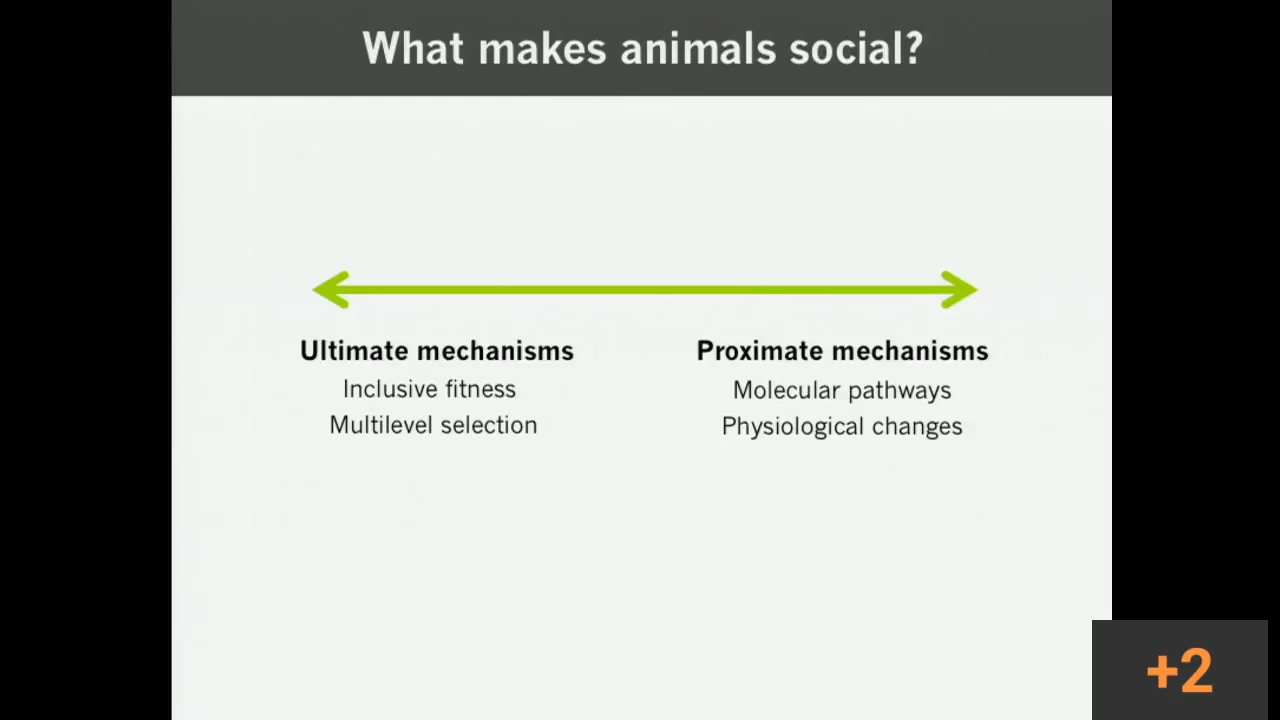 What makes animals social?
Ultimate mechanisms
Inclusive fitness
Multilevel selection
Proximate mechanisms
Molecular pathways
Physiological changes
+2